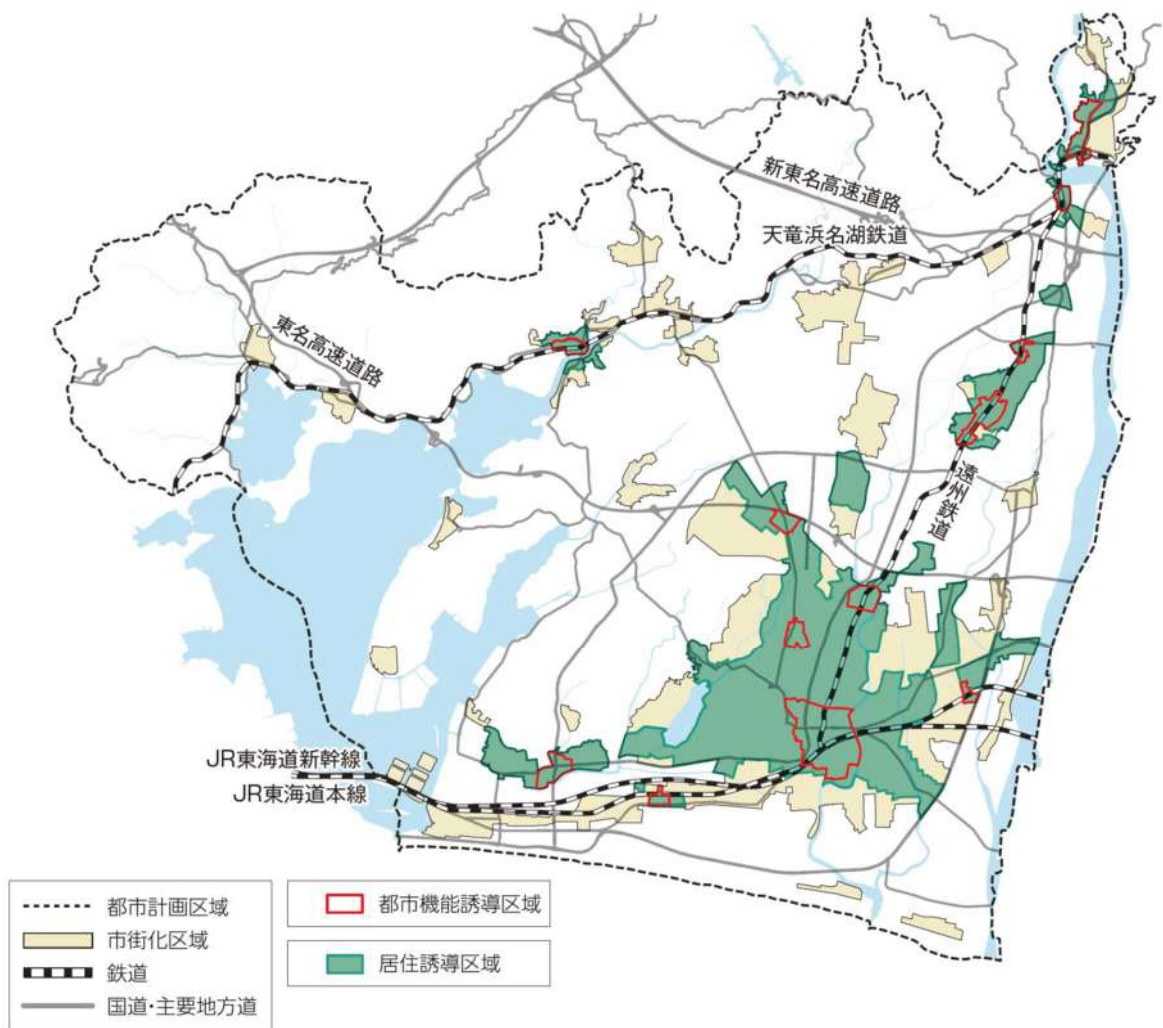 新東名高速道路
天竜浜名湖鉄道
東名高速道路
遠州鉄道
JR東海道新幹線
JR東海道本線
都市計画区域
市街化区域
鉄道
国道・主要地方道
都市機能誘導区域
居住誘導区域